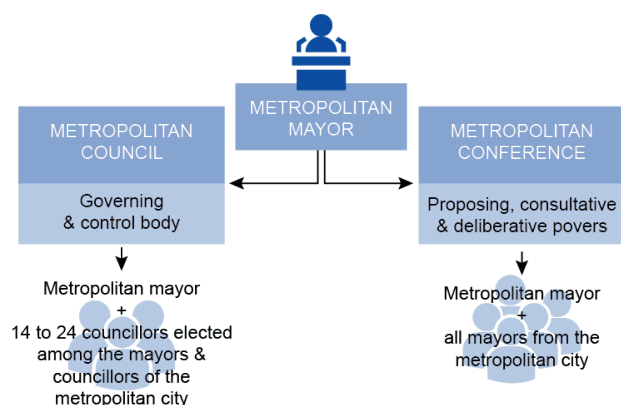 METROPOLITAN
MAYOR
METROPOLITAN
COUNCIL
Governing
& control body
Metropolitan mayor
+
14 to 24 councillors elected
among the mayors &
councillors of the
metropolitan city
METROPOLITAN
CONFERENCE
Proposing, consultative
& deliberative povers
Metropolitan mayor
+
all mayors from the
metropolitan city